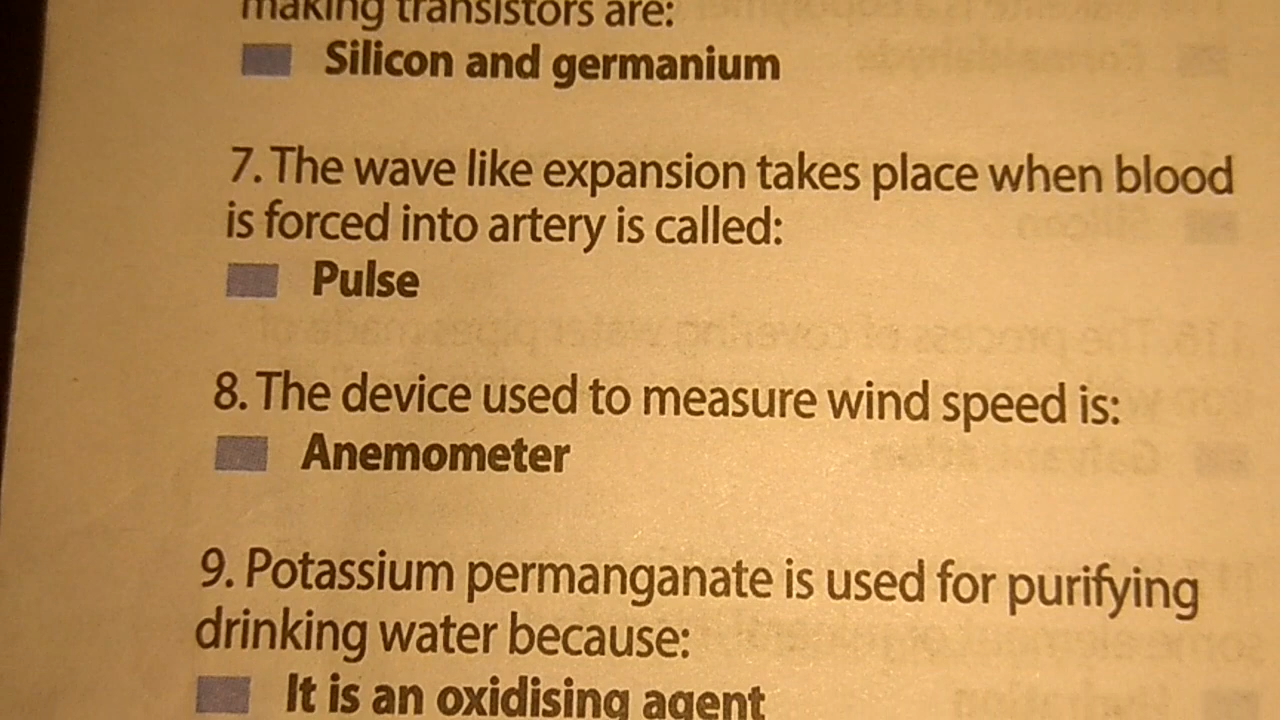 making transistors are:
Silicon and germanium
7. The wave like expansion takes place when blood
is forced into artery is called:
Pulse
8. The device used to measure wind speed is:
Anemometer
9. Potassium permanganate is used for purifying
drinking water because:
It is an oxidising agent